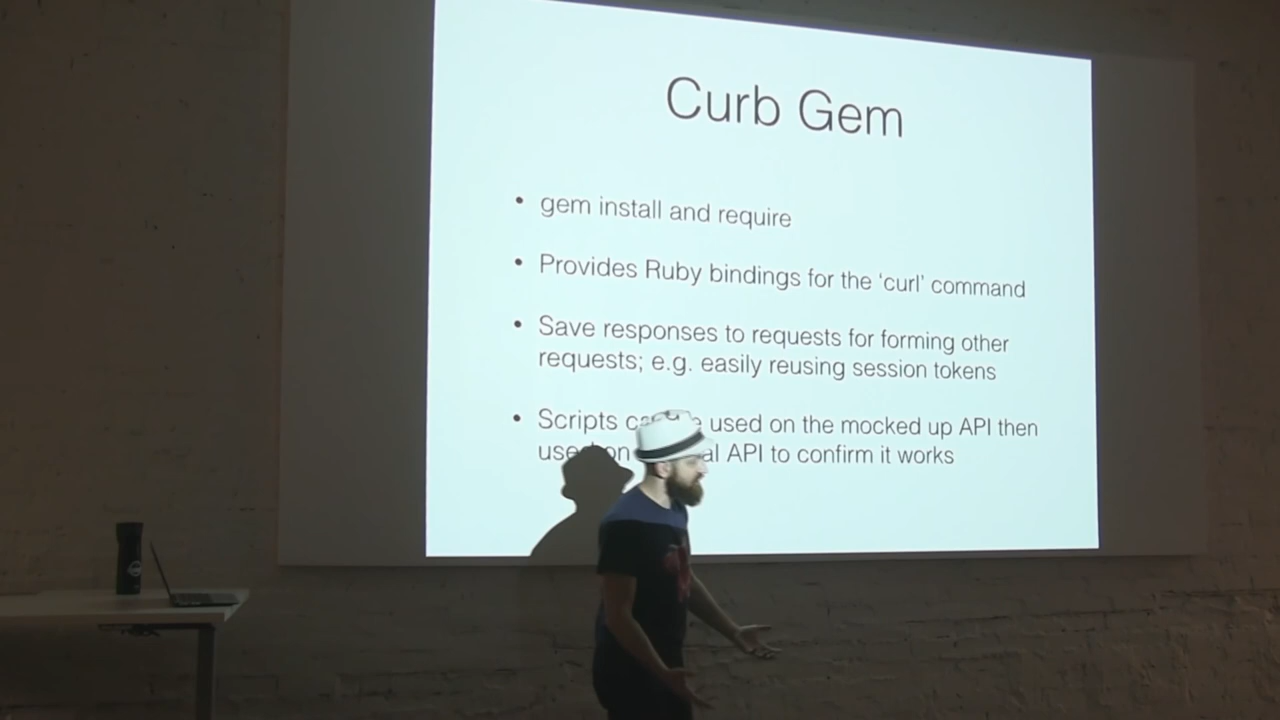 Curb Gem
• gem install and require
• Provides Ruby bindings for the ‘curl’ command
• Save responses to requests for forming other
requests; e.g. easily reusing session tokens
• Scripts used on the mocked up API then
on API to confirm it works